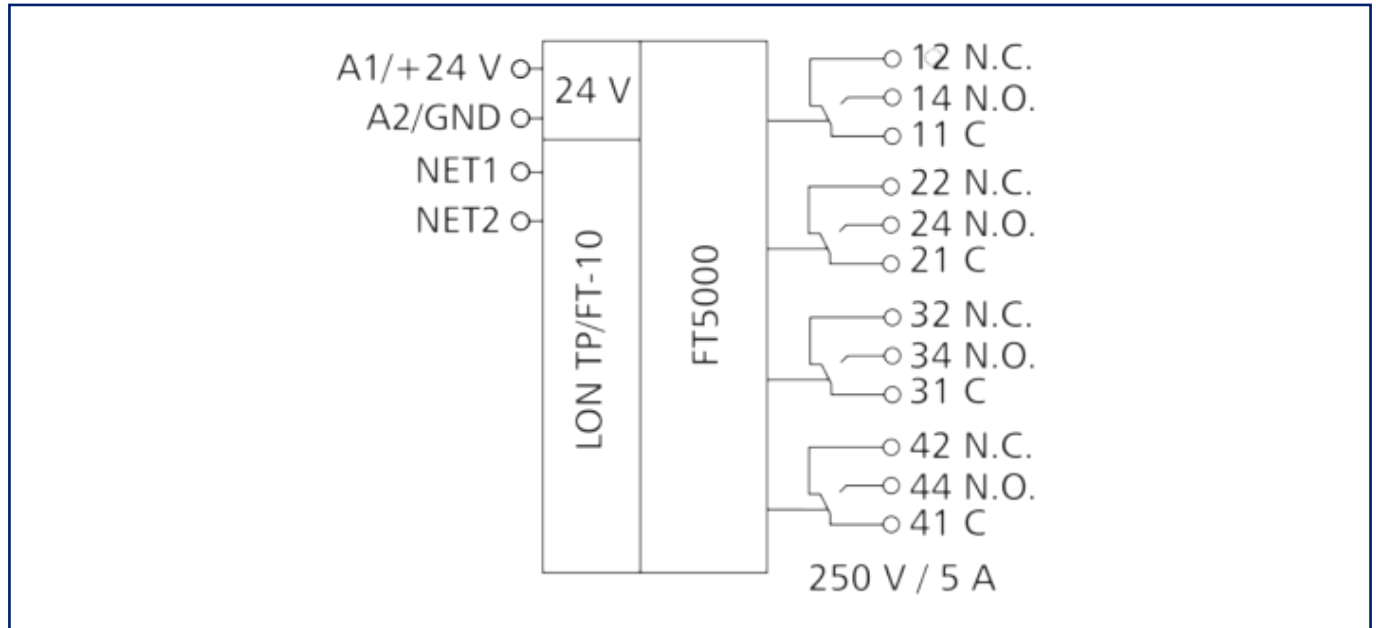 A1/+24 V
A2/GND
NET1
NET2
24 V
LON TP/FT-10
FT5000
12 N.C.
14 N.O.
11 C
22 N.C.
24 N.O.
21 C
32 N.C.
34 N.O.
31 C
42 N.C.
44 N.O.
41 C
250 V / 5 A